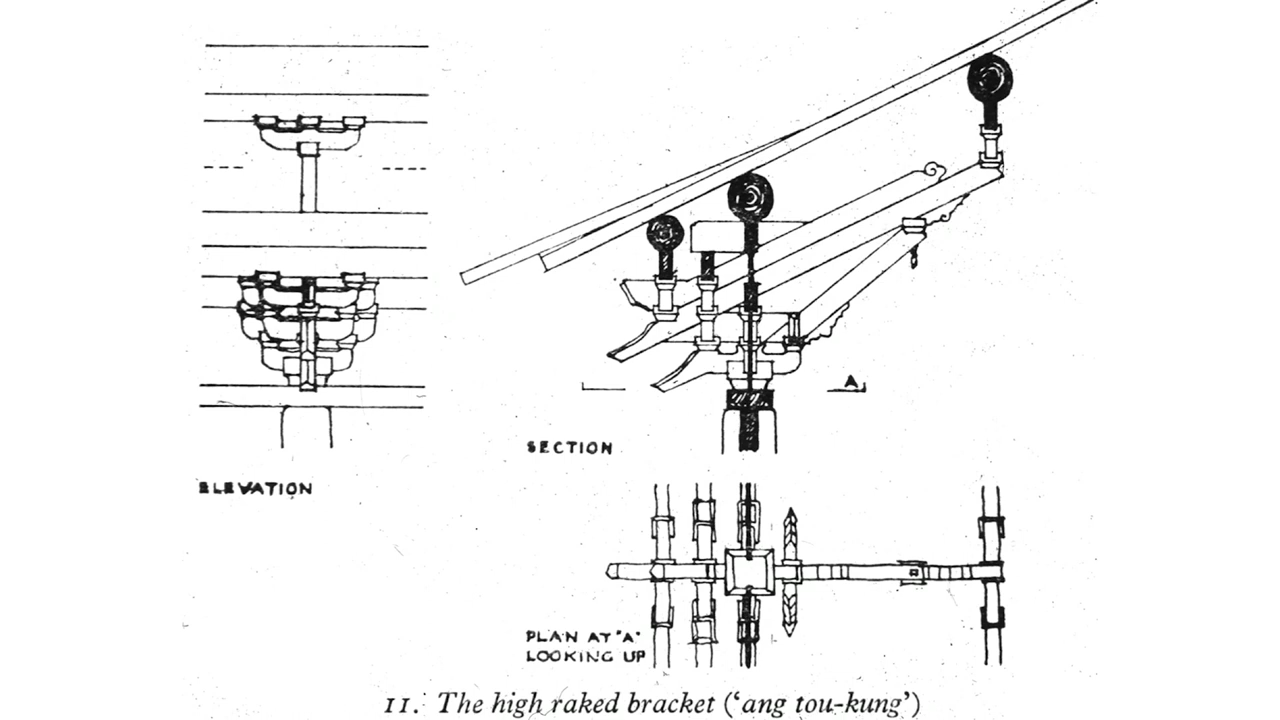 A
SECTION
ELEVATION
PLAN AT "A"
LOOKING UP
11. The high raked bracket (‘ang tou-kung’)